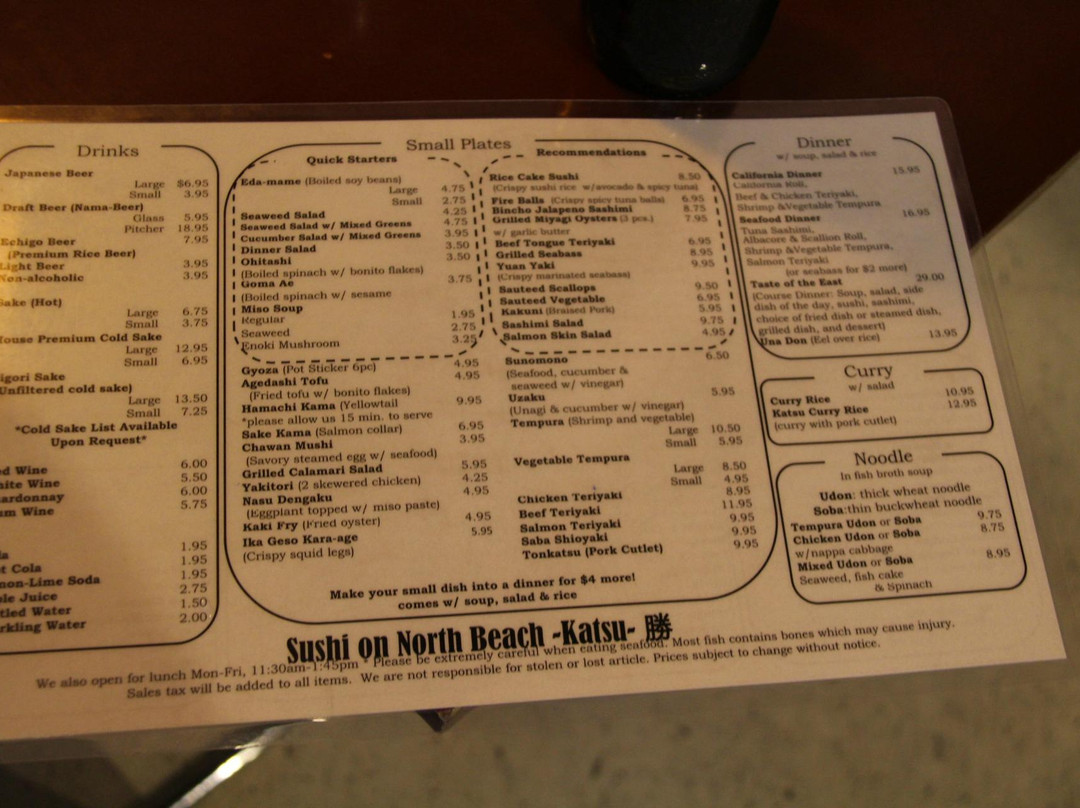 Drinks
Japanese Beer
Large $6.95
Small 3.95
Draft Beer (Nama-Beer)
Glass 5.95
Pitcher 18.95
Echigo Beer 7.95
(Premium Rice Beer)
Light Beer 3.95
Non-alcoholic 3.95
Sake (Hot)
Large 6.75
Small 3.75
House Premium Cold Sake
Large 12.95
Small 6.95
igori Sake
Unfiltered cold sake)
Large 13.50
Small 7.25
*Cold Sake List Available
Upon Request*
ed Wine 6.00
hite Wine 5.50
ardonnay 6.00
um Wine 5.75
la 1.95
et Cola 1.95
mon-Lime Soda 1.95
ple Juice 2.75
ttled Water 1.50
rkling Water 2.00
Small Plates
Quick Starters
Eda-mame (Boiled soy beans)
Large 4.75
Small 2.75
Seaweed Salad 4.25
Seaweed Salad w/ Mixed Greens 4.75
Cucumber Salad w/ Mixed Greens 3.95
Dinner Salad 3.50
Ohitashi 3.50
(Boiled spinach w/ bonito flakes)
Goma Ae 3.75
(Boiled spinach w/ sesame
Miso Soup
Regular 1.95
Seaweed 2.75
Enoki Mushroom 3.25
Gyoza (Pot Sticker 6pc) 4.95
Agedashi Tofu 4.95
(Fried tofu w/ bonito flakes)
Hamachi Kama (Yellowtail 9.95
*please allow us 15 min. to serve
Sake Kama (Salmon collar) 6.95
Chawan Mushi 3.95
(Savory steamed egg w/ seafood)
Grilled Calamari Salad 5.95
Yakitori (2 skewered chicken) 4.25
Nasu Dengaku 4.95
(Eggplant topped w/ miso paste)
Kaki Fry (Fried oyster) 4.95
Ika Geso Kara-age 5.95
(Crispy squid legs)
Recommendations
Rice Cake Sushi 8.50
(Crispy sushi rice w/avocado & spicy tuna)
Fire Balls (Crispy spicy tuna balls) 6.95
Bincho Jalapeno Sashimi 8.75
Grilled Miyagi Oysters (3 pcs.) 7.95
w/ garlic butter
Beef Tongue Teriyaki 6.95
Grilled Seabass 8.95
Yuan Yaki 9.95
(Crispy marinated seabass)
Sauteed Scallops 9.50
Sauteed Vegetable 6.95
Kakuni (Braised Pork) 5.95
Sashimi Salad 9.75
Salmon Skin Salad 4.95
Sunomono 6.50
(Seafood, cucumber &
seaweed w/ vinegar)
Uzaku 5.95
(Unagi & cucumber w/ vinegar)
Tempura (Shrimp and vegetable)
Large 10.50
Small 5.95
Vegetable Tempura
Large 8.50
Small 4.95
Chicken Teriyaki 8.95
Beef Teriyaki 11.95
Salmon Teriyaki 9.95
Saba Shioyaki 9.95
Tonkatsu (Pork Cutlet) 9.95
Make your small dish into a dinner for $4 more!
comes w/ soup, salad & rice
Dinner
w/ soup, salad & rice
California Dinner 15.95
California Roll,
Beef & Chicken Teriyaki,
Shrimp &Vegetable Tempura
Seafood Dinner 16.95
Tuna Sashimi,
Albacore & Scallion Roll,
Shrimp &Vegetable Tempura,
Salmon Teriyaki
(or seabass for $2 more)
Taste of the East 29.00
(Course Dinner: Soup, salad, side
dish of the day, sushi, sashimi,
choice of fried dish or steamed dish,
grilled dish, and dessert)
Una Don (Eel over rice) 13.95
Curry
w/ salad
Curry Rice 10.95
Katsu Curry Rice 12.95
(curry with pork cutlet)
Noodle
In fish broth soup
Udon: thick wheat noodle
Soba:thin buckwheat noodle
Tempura Udon or Soba 9.75
Chicken Udon or Soba 8.75
w/nappa cabbage
Mixed Udon or Soba 8.95
Seaweed, fish cake
& Spinach
Sushi on North Beach -Katsu- 勝
We also open for lunch Mon-Fri, 11:30am-1:45pm * Please be extremely careful when eating seafood. Most fish contains bones which may cause injury.
Sales tax will be added to all items. We are not responsible for stolen or lost article. Prices subject to change without notice.